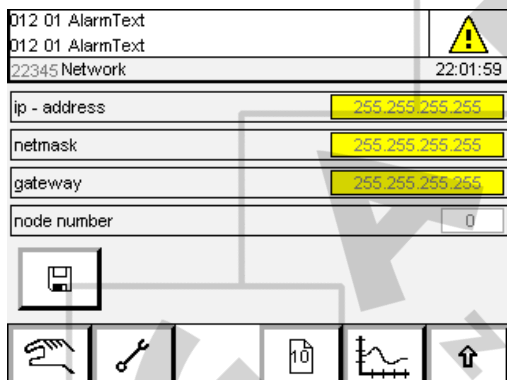 012 01 AlarmText
012 01 AlarmText
22345 Network 22:01:59
ip - address 255.255.255.255
netmask 255.255.255.255
gateway 255.255.255.255
node number 0
10